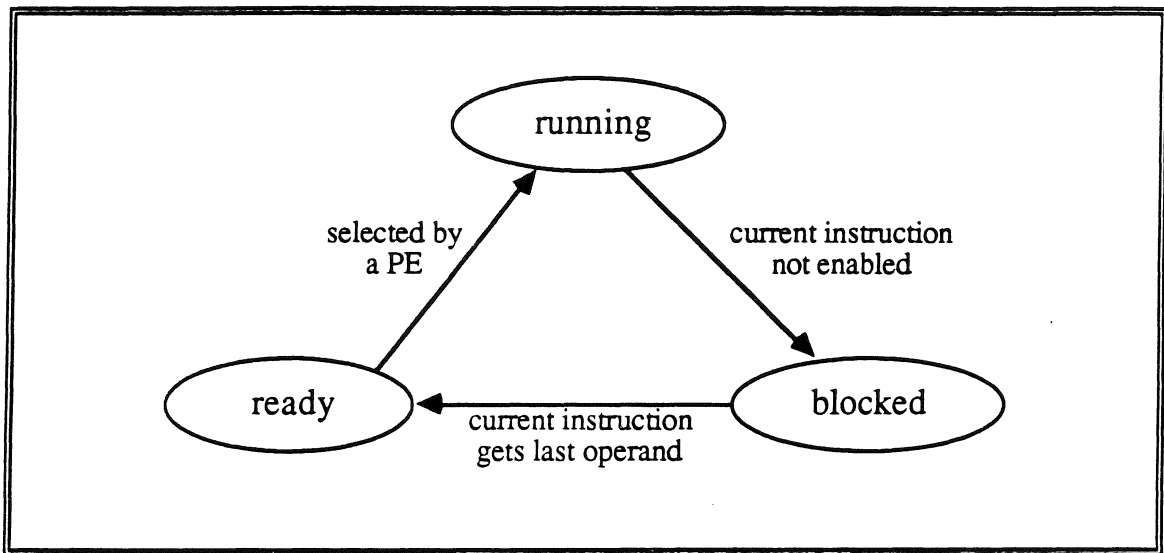 running
selected by
a PE
current instruction
not enabled
ready
blocked
current instruction
gets last operand